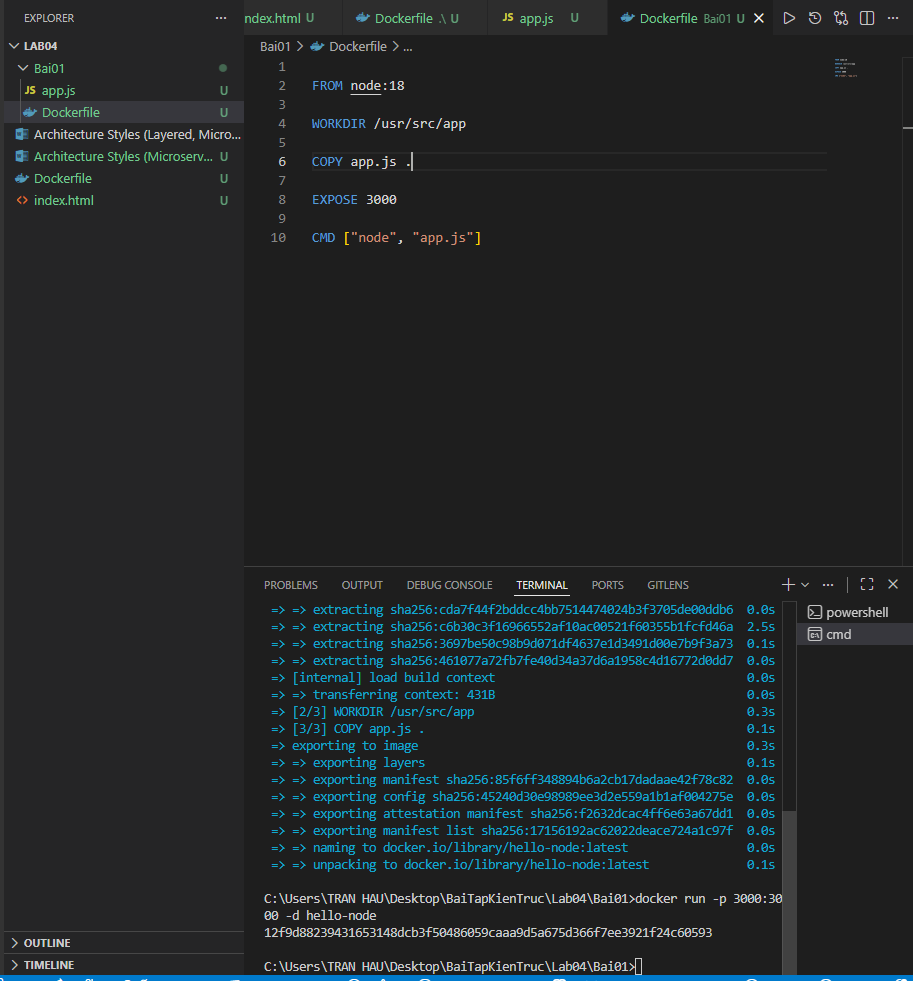 EXPLORER
LAB04
Bai01
JS app.js U
Dockerfile U
Architecture Styles (Layered, Micro...
Architecture Styles (Microserv... U
Dockerfile U
index.html U
OUTLINE
TIMELINE
ndex.html U Dockerfile .\ U JS app.js U Dockerfile Bai01 U
Bai01 > Dockerfile > ...
1
2 FROM node:18
3
4 WORKDIR /usr/src/app
5
6 COPY app.js .
7
8 EXPOSE 3000
9
10 CMD ["node", "app.js"]
PROBLEMS OUTPUT DEBUG CONSOLE TERMINAL PORTS GITLENS
=> => extracting sha256:cda7f44f2bddcc4bb7514474024b3f3705de00ddb6 0.0s
=> => extracting sha256:c6b30c3f16966552af10ac00521f60355b1fcfd46a 2.5s
=> => extracting sha256:3697be50c98b9d071df4637e1d3491d00e7b9f3a73 0.1s
=> => extracting sha256:461077a72fb7fe40d34a37d6a1958c4d16772d0dd7 0.0s
=> [internal] load build context 0.0s
=> => transferring context: 431B 0.0s
=> [2/3] WORKDIR /usr/src/app 0.3s
=> [3/3] COPY app.js . 0.1s
=> exporting to image 0.3s
=> => exporting layers 0.1s
=> => exporting manifest sha256:85f6ff348894b6a2cb17dadaae42f78c82 0.0s
=> => exporting config sha256:45240d30e98989ee3d2e559a1b1af004275e 0.0s
=> => exporting attestation manifest sha256:f2632dcac4ff6e63a67dd1 0.0s
=> => exporting manifest list sha256:17156192ac62022deace724a1c97f 0.0s
=> => naming to docker.io/library/hello-node:latest 0.0s
=> => unpacking to docker.io/library/hello-node:latest 0.1s
C:\Users\TRAN HAU\Desktop\BaiTapKienTruc\Lab04\Bai01>docker run -p 3000:30
00 -d hello-node
12f9d88239431653148dcb3f50486059caaa9d5a675d366f7ee3921f24c60593
C:\Users\TRAN HAU\Desktop\BaiTapKienTruc\Lab04\Bai01>
powershell
cmd